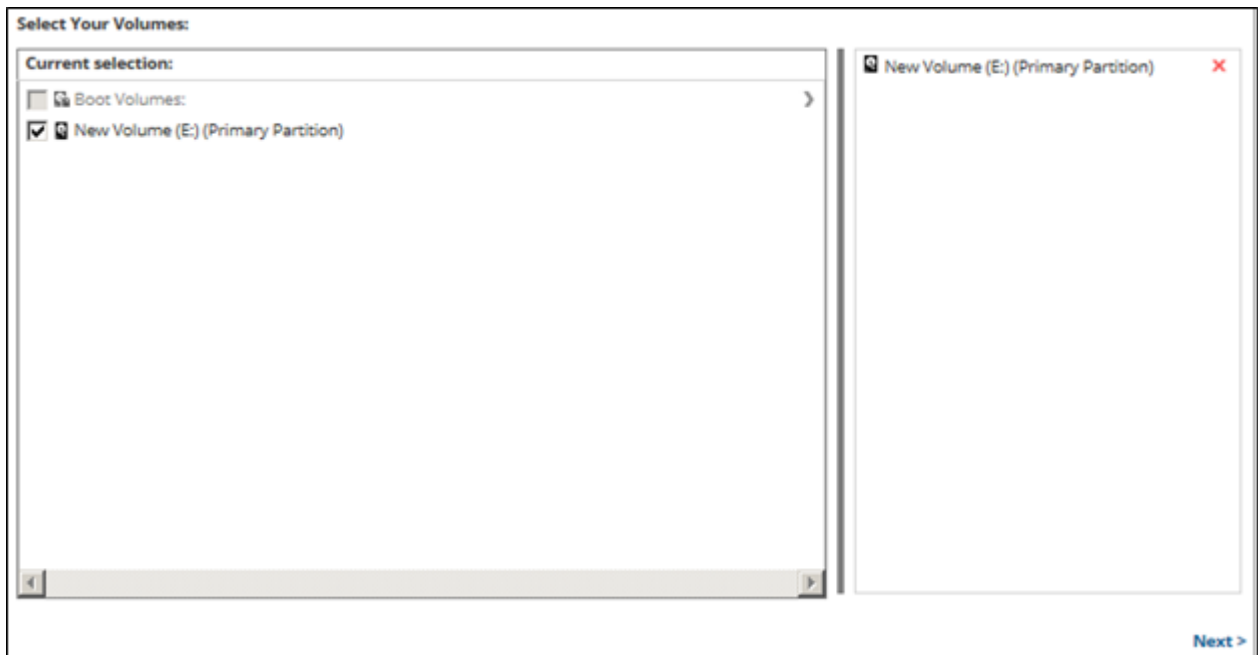 Select Your Volumes:
Current selection:
Boot Volumes:
New Volume (E:) (Primary Partition)
New Volume (E:) (Primary Partition)
Next >